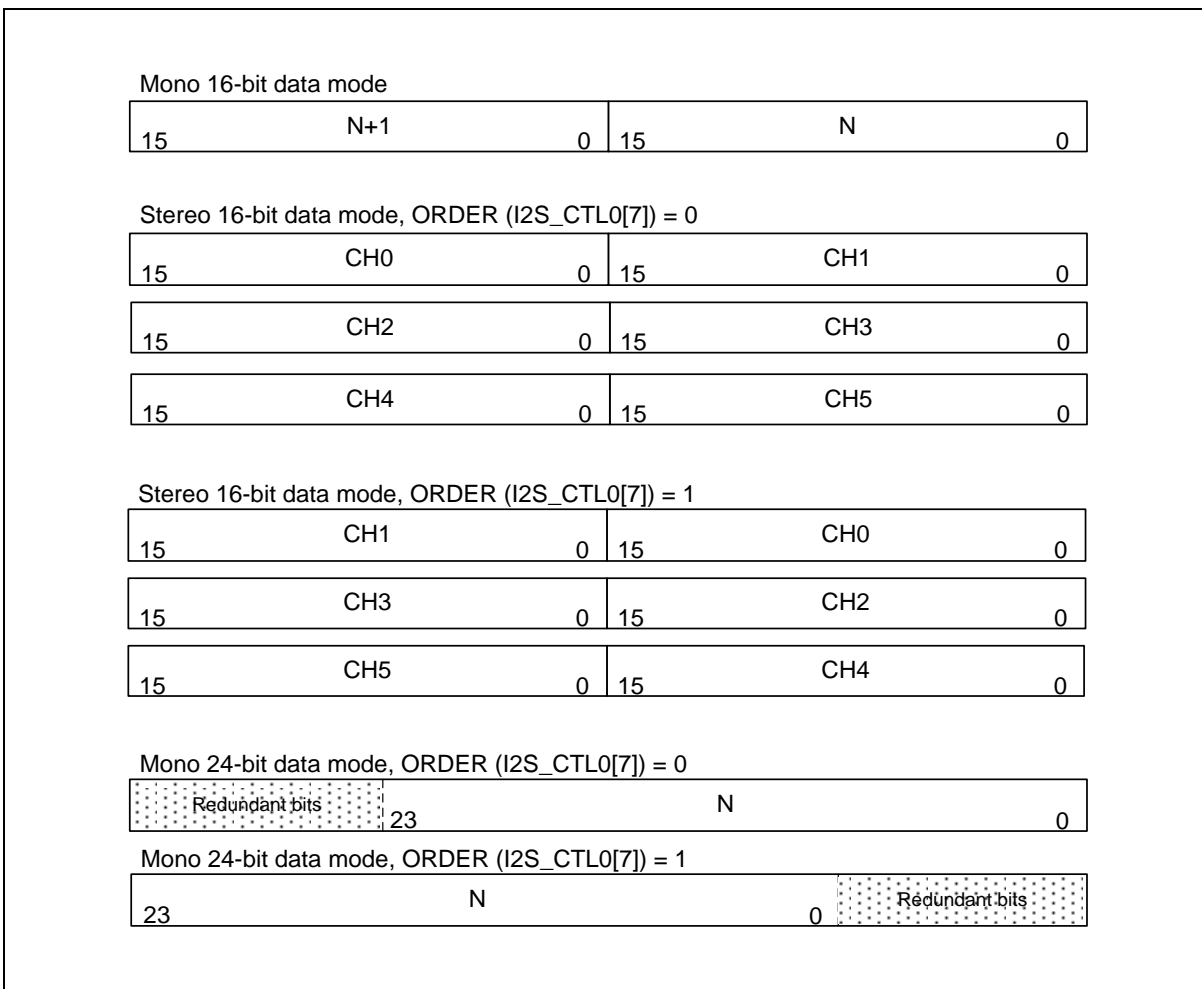 Mono 16-bit data mode
15 N+1 0 15 N 0
Stereo 16-bit data mode, ORDER (I2S_CTL0[7]) = 0
15 CH0 0 15 CH1 0
15 CH2 0 15 CH3 0
15 CH4 0 15 CH5 0
Stereo 16-bit data mode, ORDER (I2S_CTL0[7]) = 1
15 CH1 0 15 CH0 0
15 CH3 0 15 CH2 0
15 CH5 0 15 CH4 0
Mono 24-bit data mode, ORDER (I2S_CTL0[7]) = 0
Redundant bits 23 N 0
Mono 24-bit data mode, ORDER (I2S_CTL0[7]) = 1
23 N 0 Redundant bits